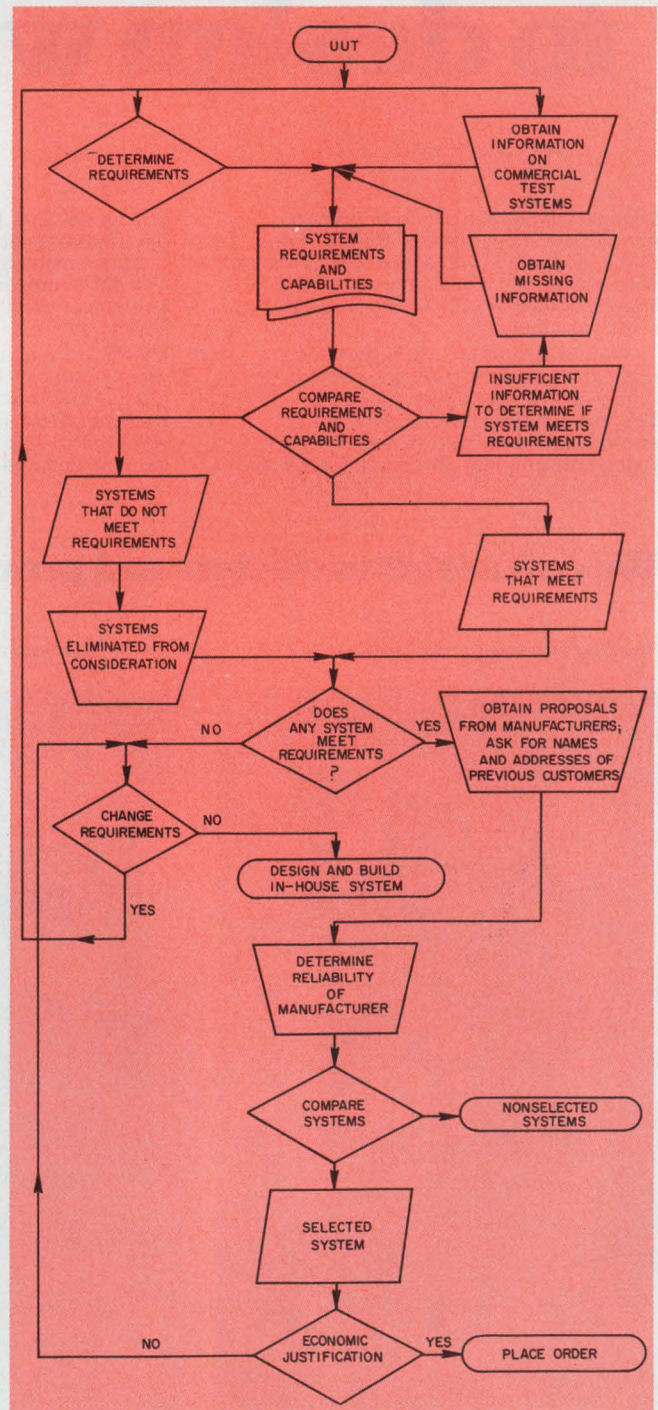 UUT
DETERMINE
REQUIREMENTS
OBTAIN
INFORMATION
ON
COMMERCIAL
TEST
SYSTEMS
SYSTEM
REQUIREMENTS
AND
CAPABILITIES
OBTAIN
MISSING
INFORMATION
COMPARE
REQUIREMENTS
AND
CAPABILITIES
INSUFFICIENT
INFORMATION
TO DETERMINE IF
SYSTEM MEETS
REQUIREMENTS
SYSTEMS
THAT DO NOT
MEET
REQUIREMENTS
SYSTEMS
THAT MEET
REQUIREMENTS
SYSTEMS
ELIMINATED FROM
CONSIDERATION
DOES
ANY SYSTEM
MEET
REQUIREMENTS
?
NO
YES
OBTAIN PROPOSALS
FROM MANUFACTURERS;
ASK FOR NAMES
AND ADDRESSES OF
PREVIOUS CUSTOMERS
CHANGE
REQUIREMENTS
NO
YES
DESIGN AND BUILD
IN-HOUSE SYSTEM
DETERMINE
RELIABILITY
OF
MANUFACTURER
COMPARE
SYSTEMS
NONSELECTED
SYSTEMS
SELECTED
SYSTEM
NO
ECONOMIC
JUSTIFICATION
YES
PLACE ORDER